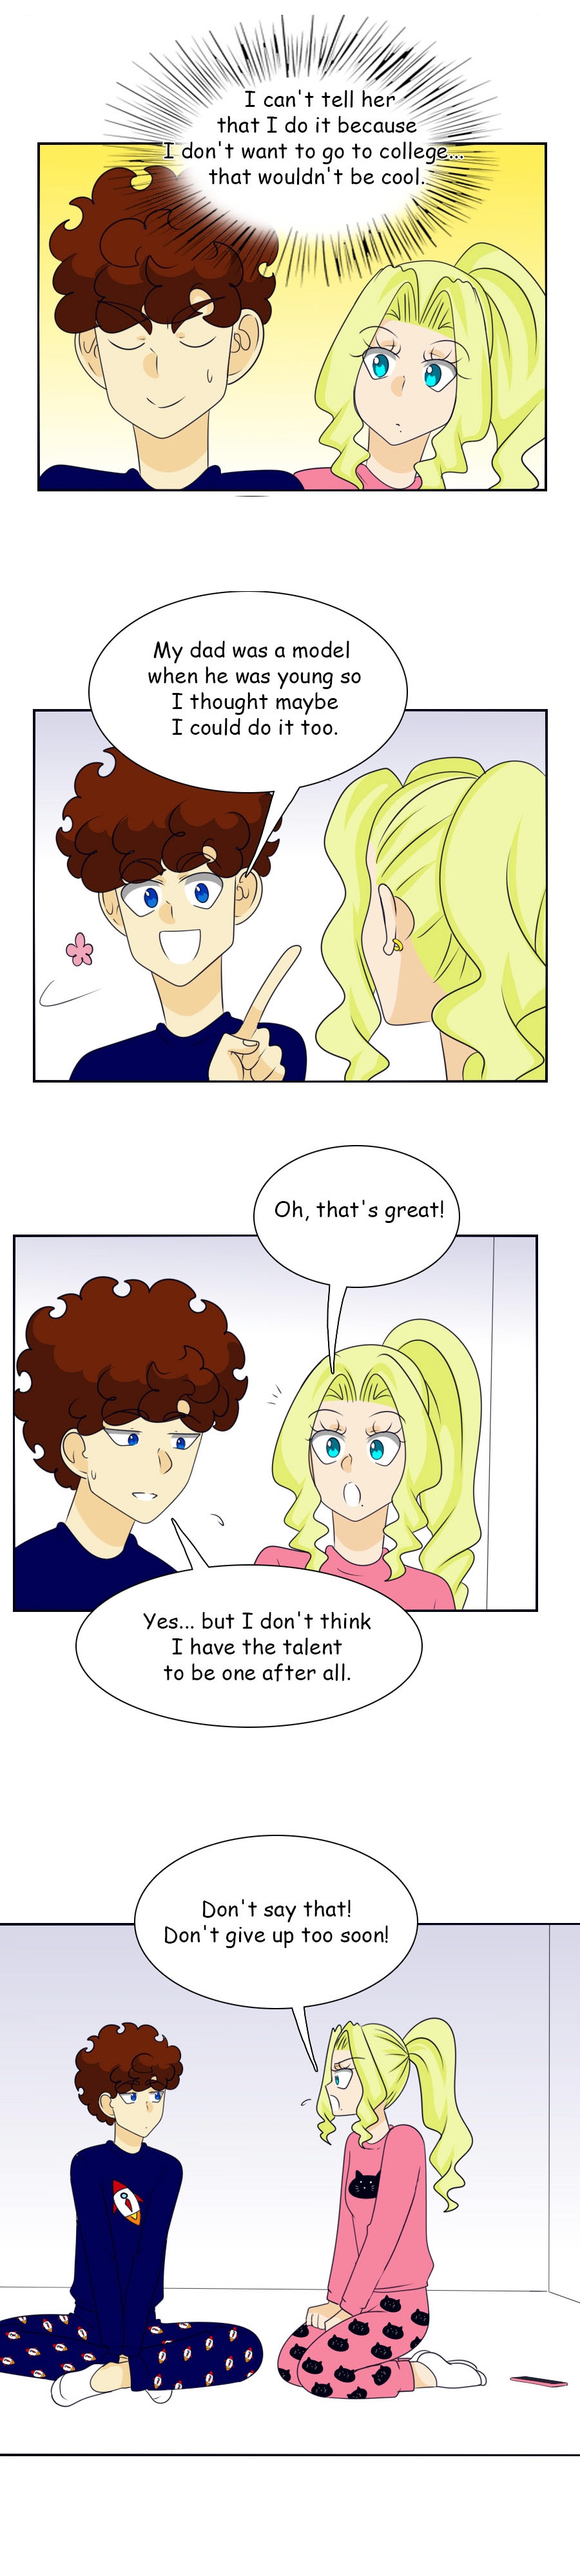 I can't tell her
that I do it because
I don't want to go to college...
that wouldn't be cool.
My dad was a model
when he was young so
I thought maybe
I could do it too.
Oh, that's great!
Yes... but I don't think
I have the talent
to be one after all.
Don't say that!
Don't give up too soon!